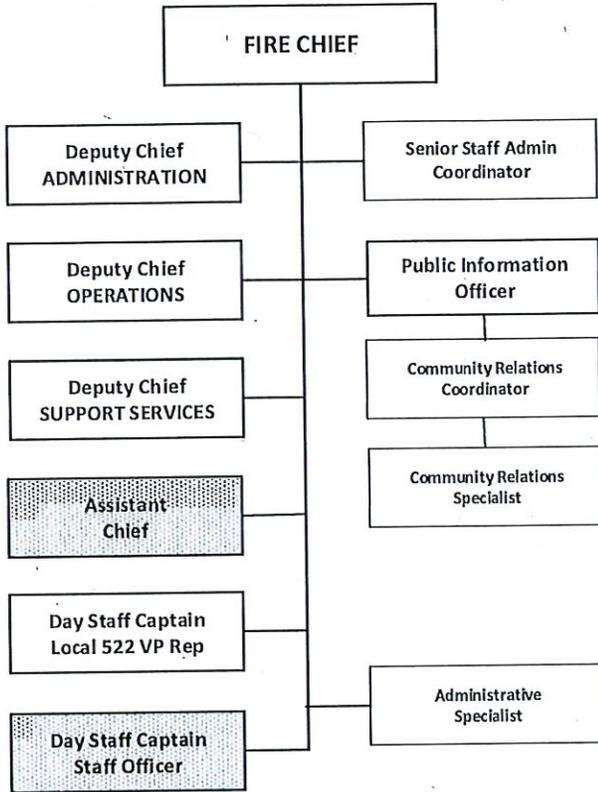 FIRE CHIEF
Deputy Chief
ADMINISTRATION
Senior Staff Admin
Coordinator
Deputy Chief
OPERATIONS
Public Information
Officer
Deputy Chief
SUPPORT SERVICES
Community Relations
Coordinator
Assistant
Chief
Community Relations
Specialist
Day Staff Captain
Local 522 VP Rep
Administrative
Specialist
Day Staff Captain
Staff Officer